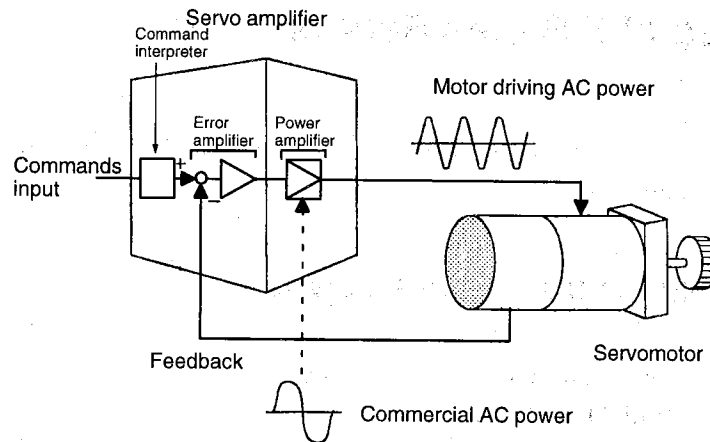 Servo amplifier
Command
interpreter
Motor driving AC power
Error
amplifier
Power
amplifier
Commands
input
+
−
Feedback
Servomotor
Commercial AC power